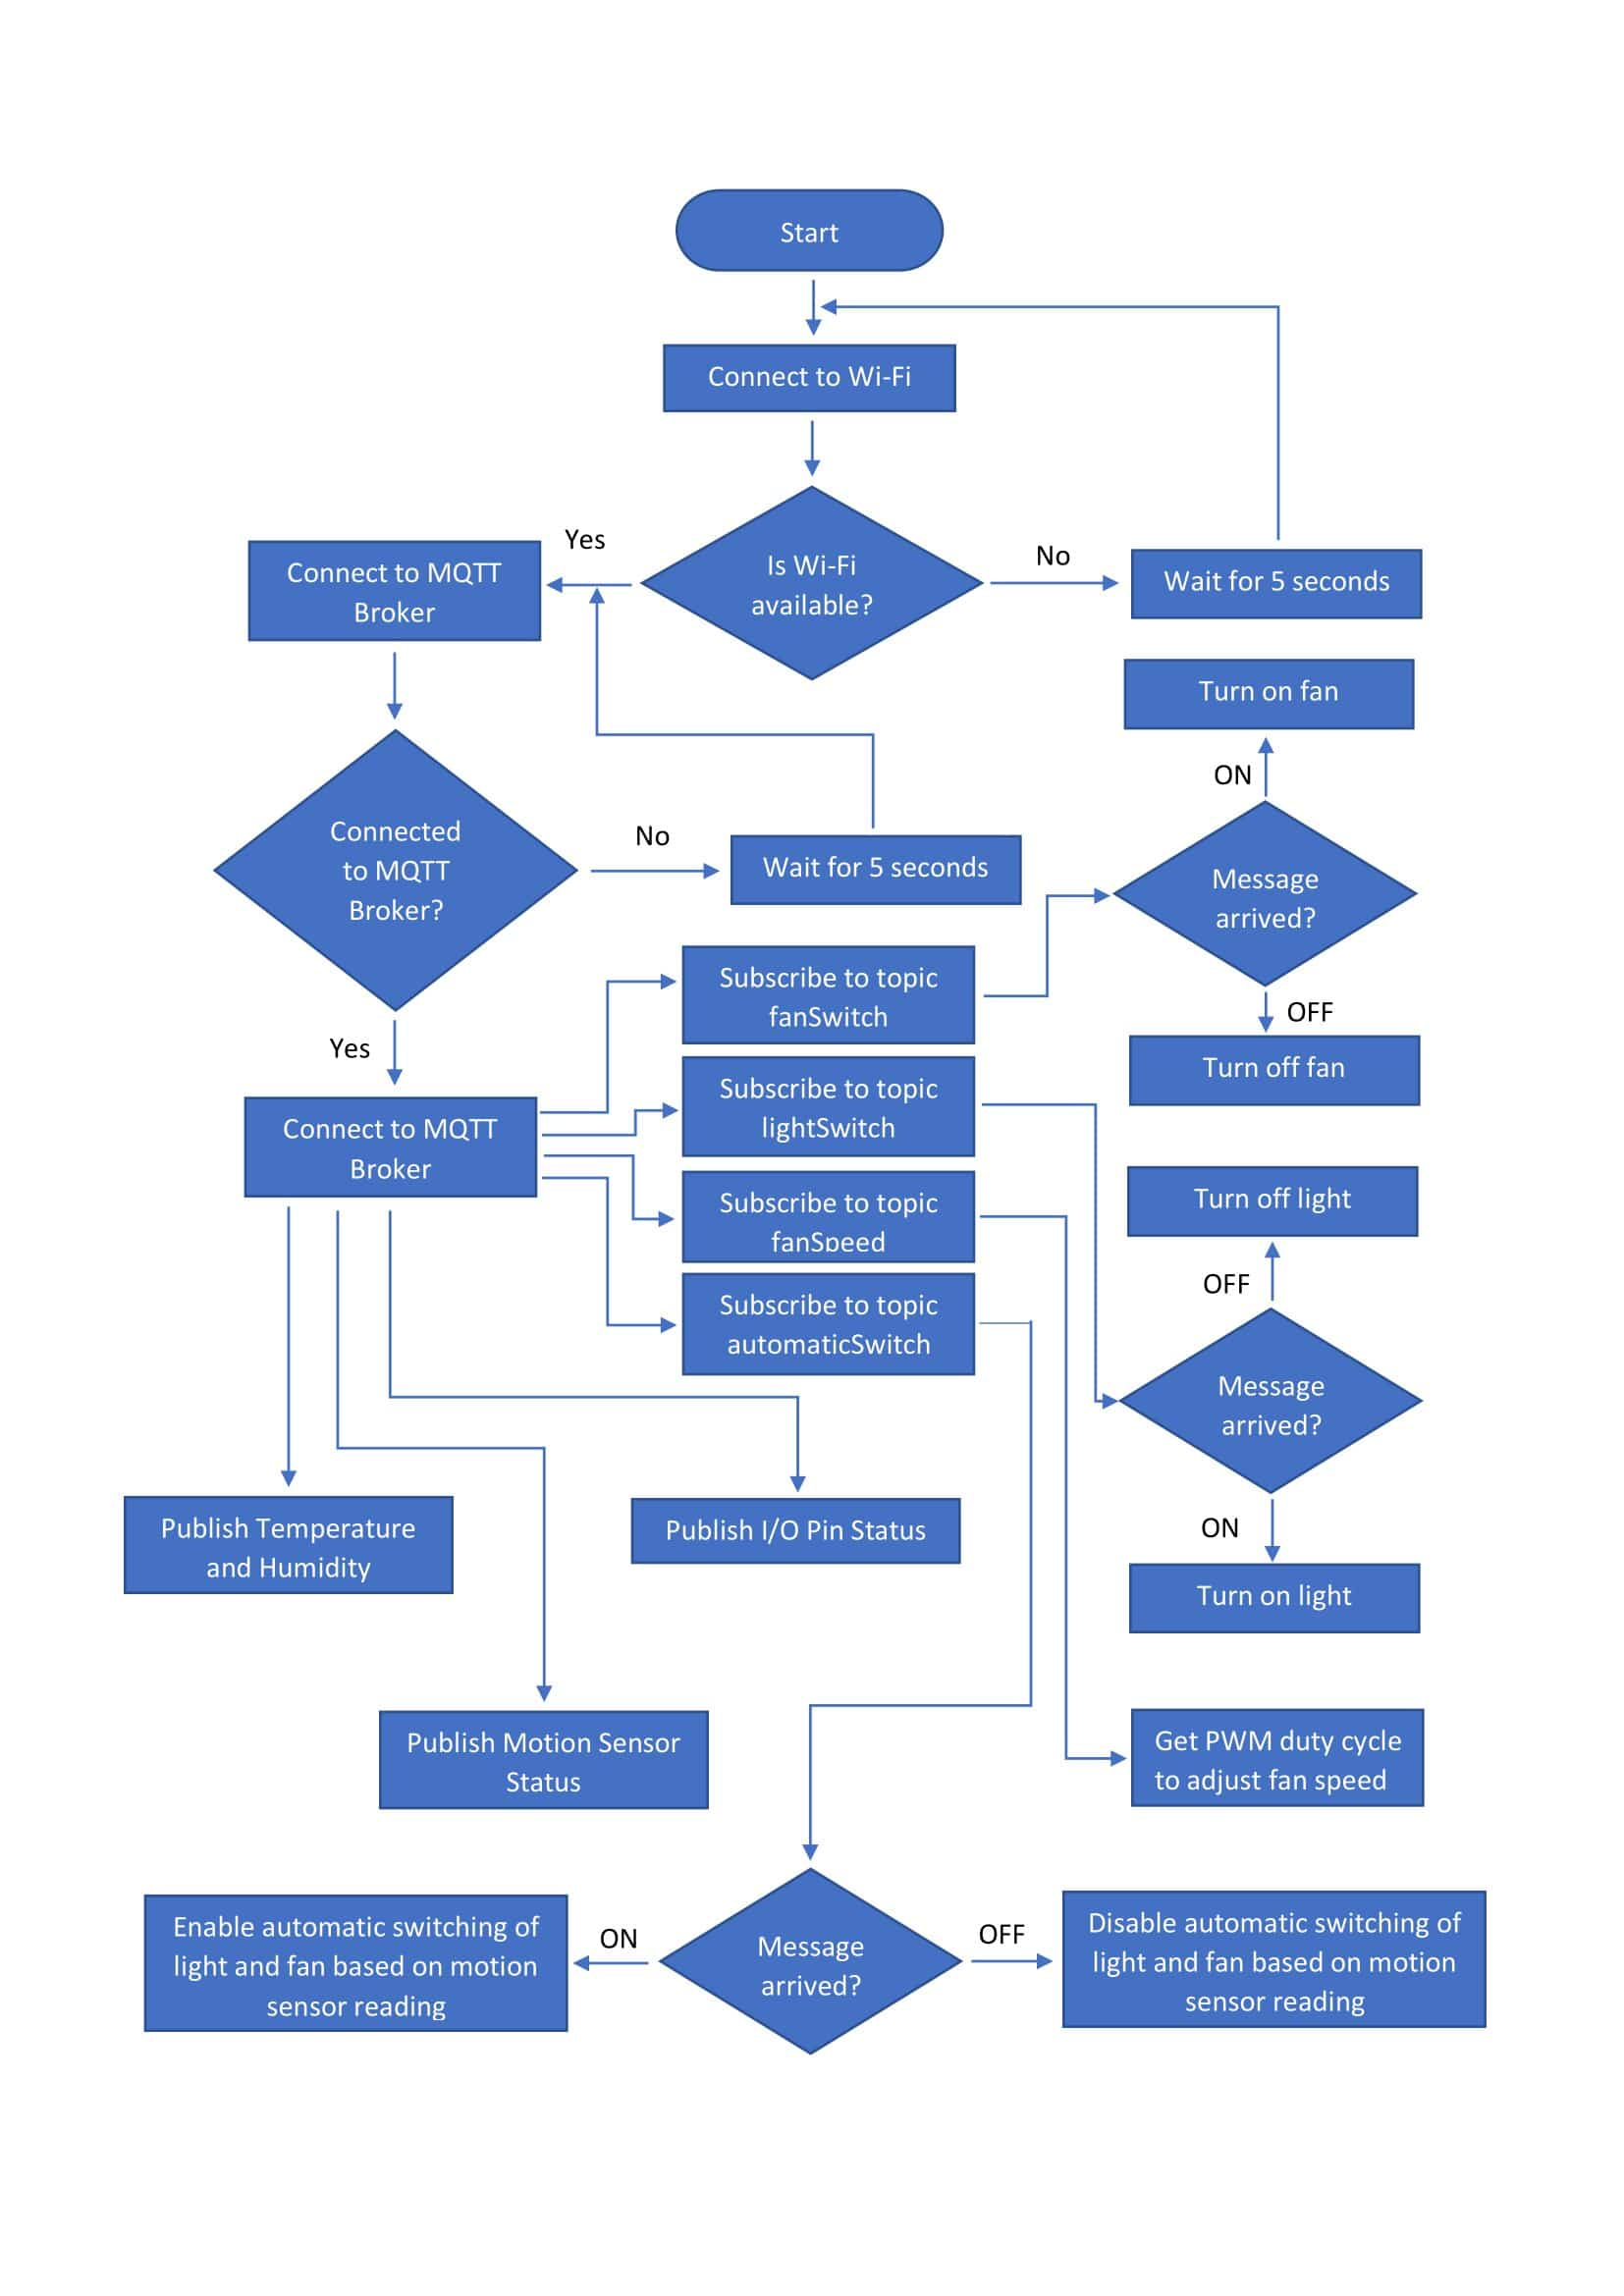 Start
Connect to Wi-Fi
Is Wi-Fi
available?
Yes
No
Connect to MQTT
Broker
Wait for 5 seconds
Turn on fan
ON
Connected
to MQTT
Broker?
No
Wait for 5 seconds
Message
arrived?
OFF
Turn off fan
Yes
Connect to MQTT
Broker
Subscribe to topic
fanSwitch
Subscribe to topic
lightSwitch
Subscribe to topic
fanSpeed
Subscribe to topic
automaticSwitch
Turn off light
OFF
Message
arrived?
ON
Turn on light
Publish Temperature
and Humidity
Publish I/O Pin Status
Publish Motion Sensor
Status
Get PWM duty cycle
to adjust fan speed
Enable automatic switching of
light and fan based on motion
sensor reading
ON
Message
arrived?
OFF
Disable automatic switching of
light and fan based on motion
sensor reading